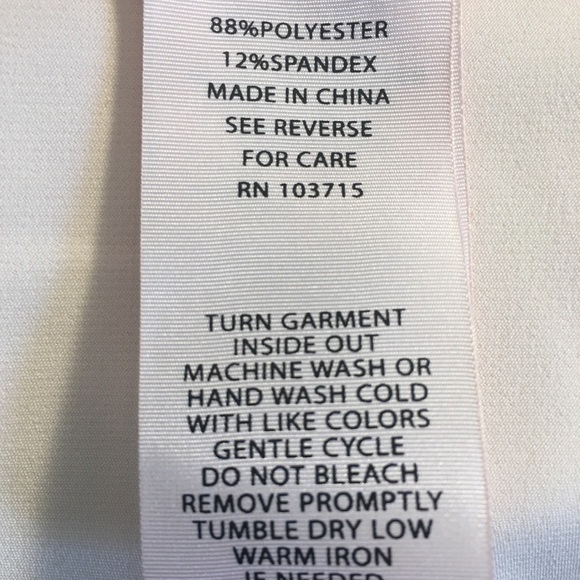 88%POLYESTER
12%SPANDEX
MADE IN CHINA
SEE REVERSE
FOR CARE
RN 103715
TURN GARMENT
INSIDE OUT
MACHINE WASH OR
HAND WASH COLD
WITH LIKE COLORS
GENTLE CYCLE
DO NOT BLEACH
REMOVE PROMPTLY
TUMBLE DRY LOW
WARM IRON
IF NEEDED